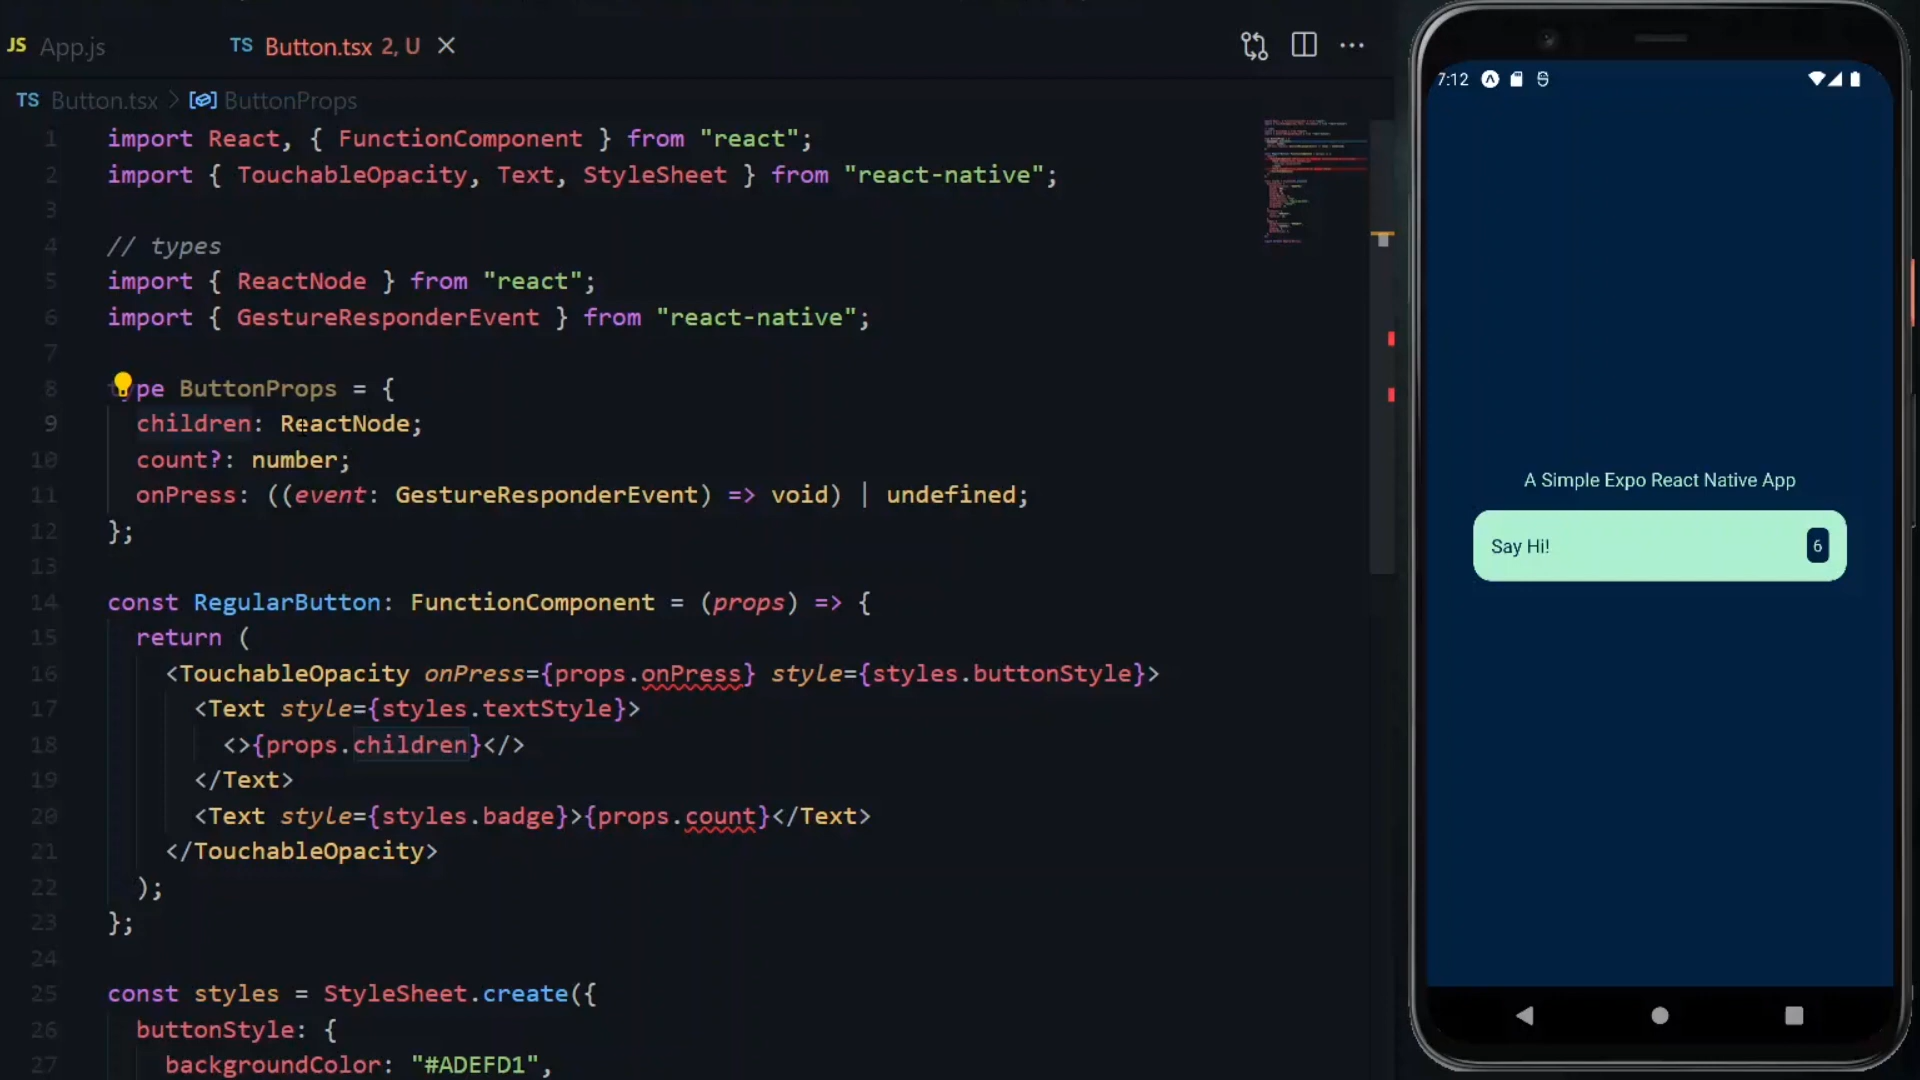 JS App.js
TS Button.tsx 2, U
TS Button.tsx > ButtonProps
1 import React, { FunctionComponent } from "react";
2 import { TouchableOpacity, Text, StyleSheet } from "react-native";
3
4 // types
5 import { ReactNode } from "react";
6 import { GestureResponderEvent } from "react-native";
7
8 type ButtonProps = {
9 children: ReactNode;
10 count?: number;
11 onPress: ((event: GestureResponderEvent) => void) | undefined;
12 };
13
14 const RegularButton: FunctionComponent = (props) => {
15 return (
16 <TouchableOpacity onPress={props.onPress} style={styles.buttonStyle}>
17 <Text style={styles.textStyle}>
18 <>{props.children}</>
19 </Text>
20 <Text style={styles.badge}>{props.count}</Text>
21 </TouchableOpacity>
22 );
23 };
24
25 const styles = StyleSheet.create({
26 buttonStyle: {
27 backgroundColor: "#ADEFD1",
7:12
A Simple Expo React Native App
Say Hi! 6